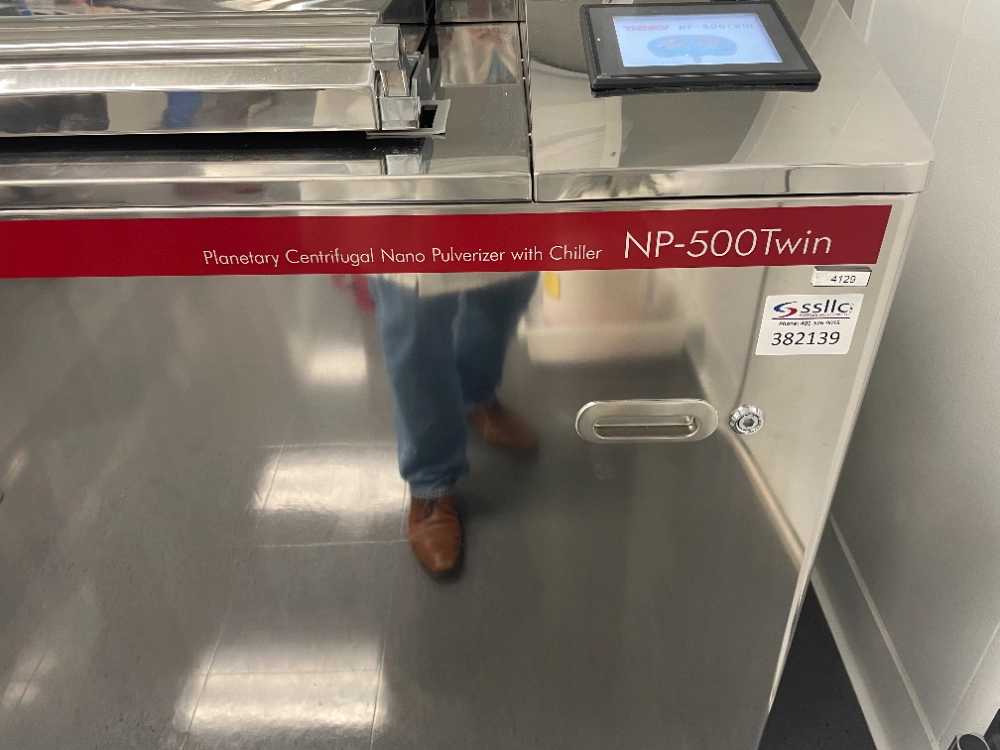 NP-500TWIN
Planetary Centrifugal Nano Pulverizer with Chiller NP-500Twin
4129
ssllc
382139